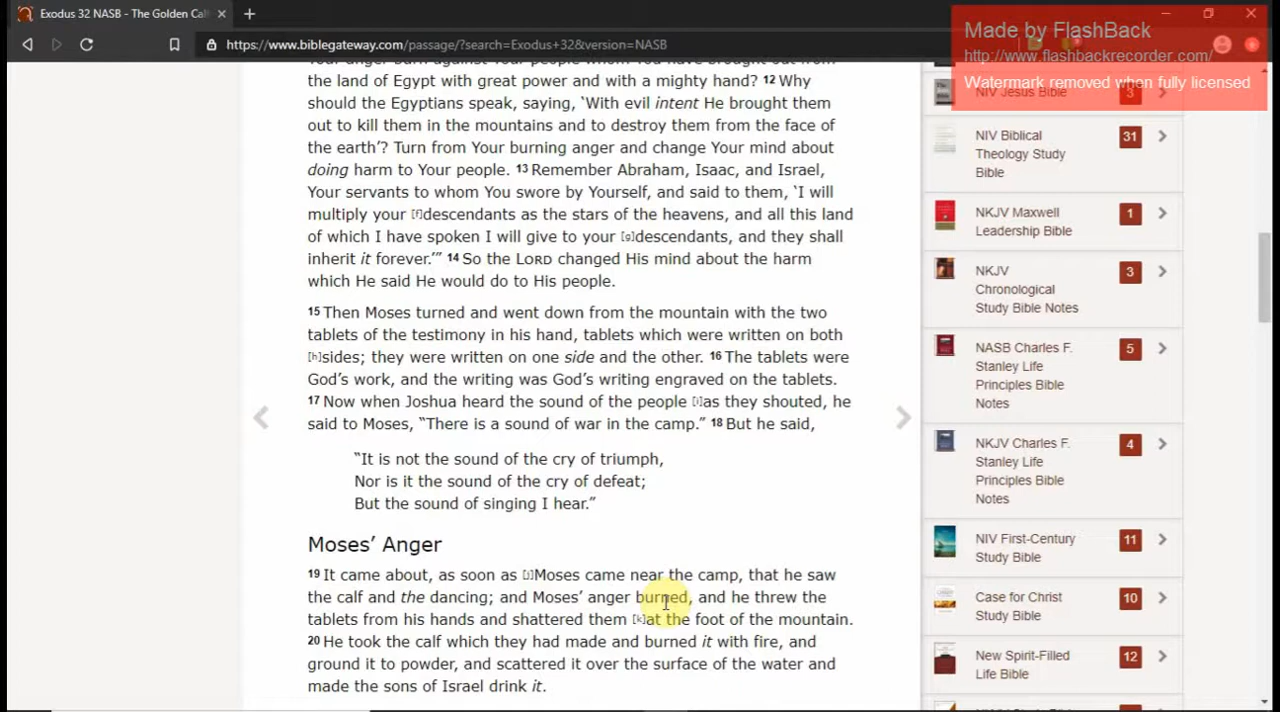 Exodus 32 NASB - The Golden Cal
https://www.biblegateway.com/passage/?search=Exodus+32&version=NASB
Made by FlashBack
http://www.flashbackrecorder.com/
Watermark removed when fully licensed
Your anger burn against Your people whom You have brought out from
the land of Egypt with great power and with a mighty hand? 12 Why
should the Egyptians speak, saying, ‘With evil intent He brought them
out to kill them in the mountains and to destroy them from the face of
the earth’? Turn from Your burning anger and change Your mind about
doing harm to Your people. 13 Remember Abraham, Isaac, and Israel,
Your servants to whom You swore by Yourself, and said to them, ‘I will
multiply your [f]descendants as the stars of the heavens, and all this land
of which I have spoken I will give to your [g]descendants, and they shall
inherit it forever.’” 14 So the LORD changed His mind about the harm
which He said He would do to His people.
15 Then Moses turned and went down from the mountain with the two
tablets of the testimony in his hand, tablets which were written on both
[h]sides; they were written on one side and the other. 16 The tablets were
God’s work, and the writing was God’s writing engraved on the tablets.
17 Now when Joshua heard the sound of the people [i]as they shouted, he
said to Moses, “There is a sound of war in the camp.” 18 But he said,
“It is not the sound of the cry of triumph,
Nor is it the sound of the cry of defeat;
But the sound of singing I hear.”
Moses’ Anger
19 It came about, as soon as [j]Moses came near the camp, that he saw
the calf and the dancing; and Moses’ anger burned, and he threw the
tablets from his hands and shattered them [k]at the foot of the mountain.
20 He took the calf which they had made and burned it with fire, and
ground it to powder, and scattered it over the surface of the water and
made the sons of Israel drink it.
NIV Jesus Bible 3
NIV Biblical 31
Theology Study
Bible
NKJV Maxwell 1
Leadership Bible
NKJV 3
Chronological
Study Bible Notes
NASB Charles F. 5
Stanley Life
Principles Bible
Notes
NKJV Charles F. 4
Stanley Life
Principles Bible
Notes
NIV First-Century 11
Study Bible
Case for Christ 10
Study Bible
New Spirit-Filled 12
Life Bible